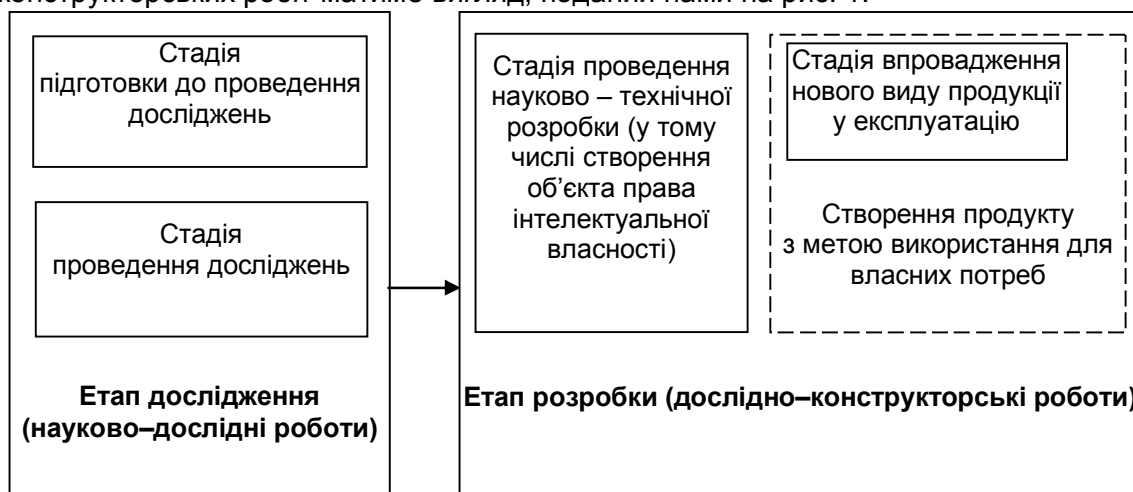 конструкторських робіт матимо вигляд, поданий нами на рис. 1.
Стадія
підготовки до проведення
досліджень
Стадія
проведення досліджень
Етап дослідження
(науково–дослідні роботи)
Стадія проведення
науково – технічної
розробки (у тому
числі створення
об’єкта права
інтелектуальної
власності)
Стадія впровадження
нового виду продукції
у експлуатацію
Створення продукту
з метою використання для
власних потреб
Етап розробки (дослідно–конструкторські роботи)